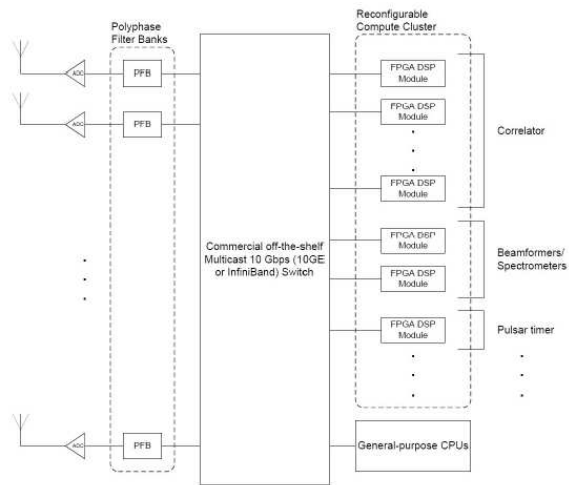 Polyphase
Filter Banks
Reconfigurable
Compute Cluster
ADC
PFB
ADC
PFB
ADC
PFB
Commercial off-the-shelf
Multicast 10 Gbps (10GE
or InfiniBand) Switch
FPGA DSP
Module
FPGA DSP
Module
FPGA DSP
Module
FPGA DSP
Module
FPGA DSP
Module
FPGA DSP
Module
General-purpose CPUs
Correlator
Beamformers/
Spectrometers
Pulsar timer